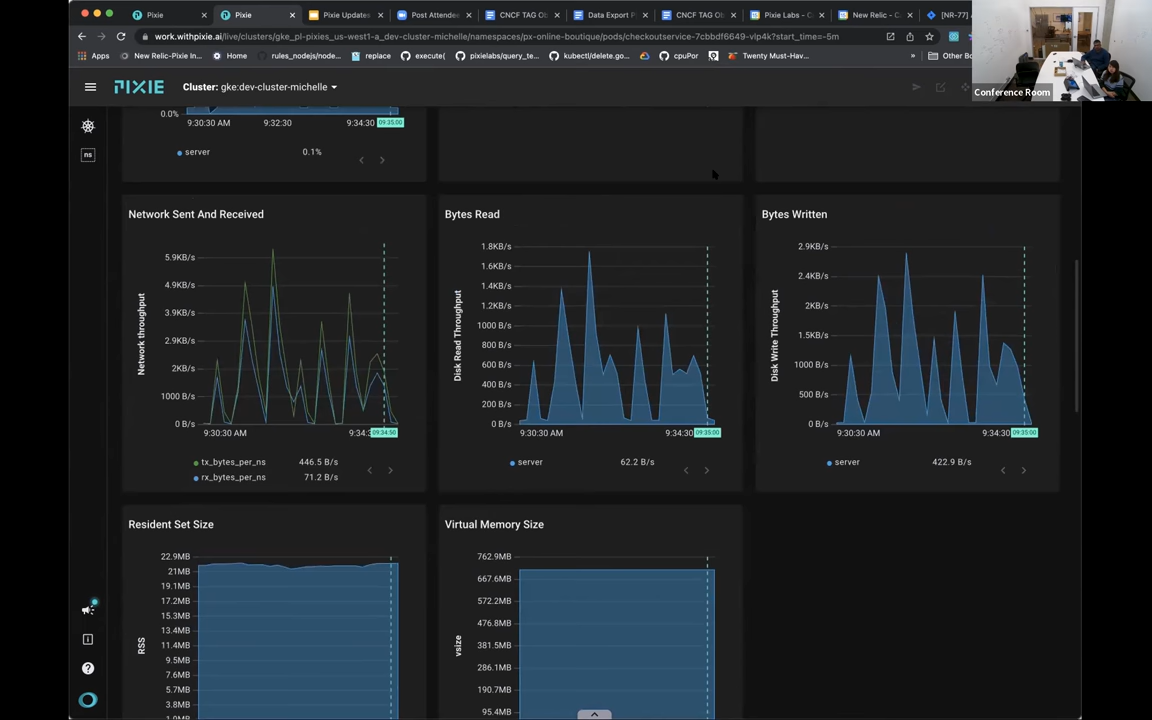 Pixie
Pixie
Pixie Updates
Post Attendee
CNCF TAG Ob
Data Export P
CNCF TAG Ob
Pixie Labs - C
New Relic - C
[NR-77]
work.withpixie.ai/live/clusters/gke_pl-pixies_us-west1-a_dev-cluster-michelle/namespaces/px-online-boutique/pods/checkoutservice-7cbbdf6649-vlp4k?start_time=-5m
Apps
New Relic-Pixie In...
Home
rules_nodejs/node...
replace
execute(
pixielabs/query_te...
kubectl/delete.go...
cpuPor
Twenty Must-Hav...
»
Other Bo
Conference Room
PIXIE
Cluster: gke:dev-cluster-michelle
ns
0.0%
9:30:30 AM
9:32:30
9:34:30
09:35:00
server
0.1%
Network Sent And Received
Network throughput
5.9KB/s
4.9KB/s
3.9KB/s
2.9KB/s
2KB/s
1000 B/s
0 B/s
9:30:30 AM
9:34:3
09:34:50
tx_bytes_per_ns
446.5 B/s
rx_bytes_per_ns
71.2 B/s
Bytes Read
Disk Read Throughput
1.8KB/s
1.6KB/s
1.4KB/s
1.2KB/s
1000 B/s
800 B/s
600 B/s
400 B/s
200 B/s
0 B/s
9:30:30 AM
9:34:30
09:35:00
server
62.2 B/s
Bytes Written
Disk Write Throughput
2.9KB/s
2.4KB/s
2KB/s
1.5KB/s
1000 B/s
500 B/s
0 B/s
9:30:30 AM
9:34:30
09:35:00
server
422.9 B/s
Resident Set Size
RSS
22.9MB
21MB
19.1MB
17.2MB
15.3MB
13.4MB
11.4MB
9.5MB
7.6MB
5.7MB
3.8MB
Virtual Memory Size
vsize
762.9MB
667.6MB
572.2MB
476.8MB
381.5MB
286.1MB
190.7MB
95.4MB